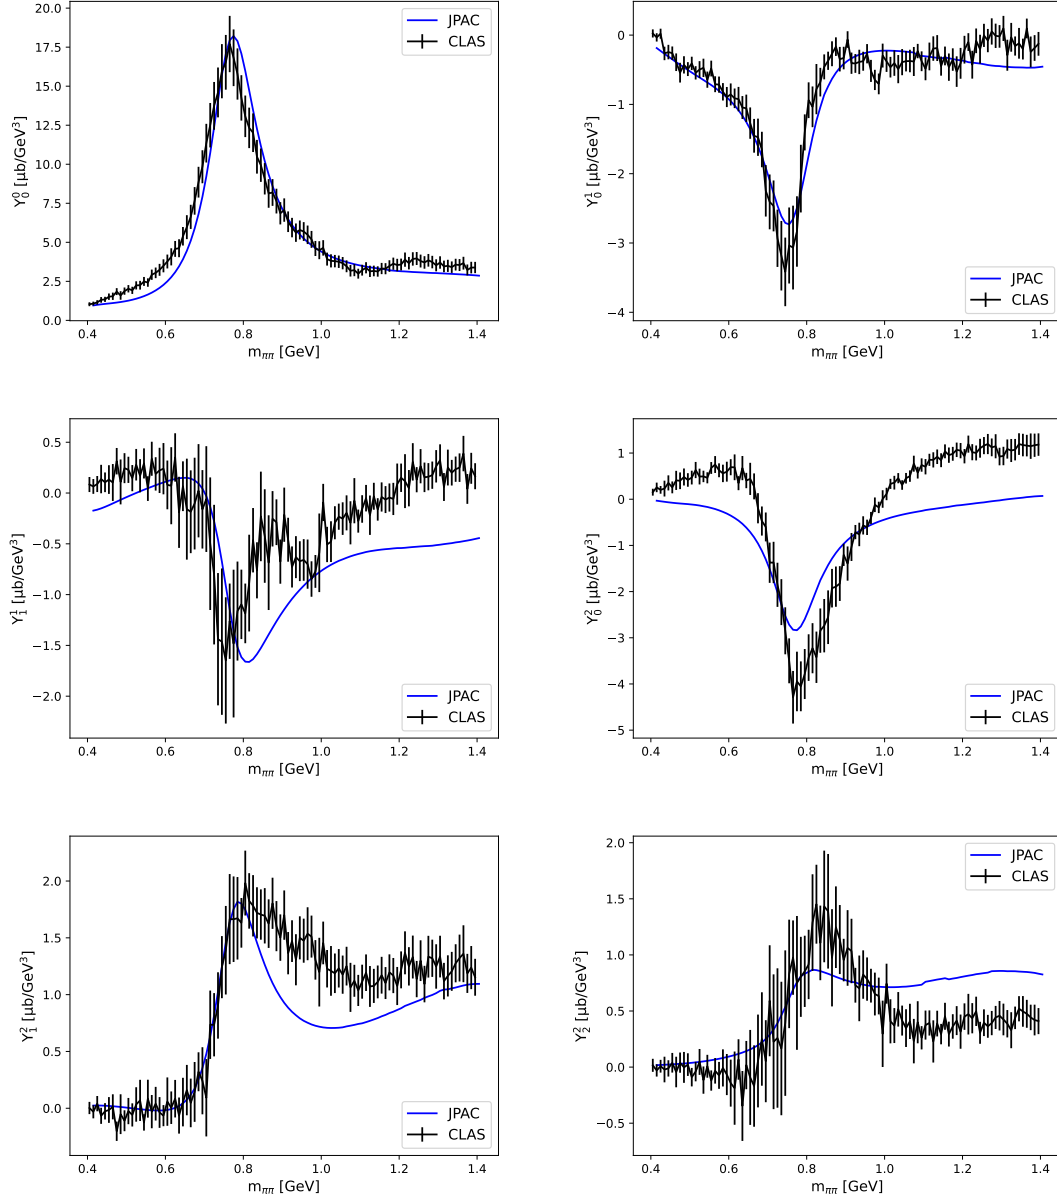 20.0
17.5
15.0
12.5
10.0
7.5
5.0
2.5
0.0
Y⁰₀ [µb/GeV³]
JPAC
CLAS
0.4 0.6 0.8 1.0 1.2 1.4
mππ [GeV]
0
−1
−2
−3
−4
Y¹₀ [µb/GeV³]
JPAC
CLAS
0.4 0.6 0.8 1.0 1.2 1.4
mππ [GeV]
0.5
0.0
−0.5
−1.0
−1.5
−2.0
Y¹₁ [µb/GeV³]
JPAC
CLAS
0.4 0.6 0.8 1.0 1.2 1.4
mππ [GeV]
1
0
−1
−2
−3
−4
−5
Y²₀ [µb/GeV³]
JPAC
CLAS
0.4 0.6 0.8 1.0 1.2 1.4
mππ [GeV]
2.0
1.5
1.0
0.5
0.0
Y²₁ [µb/GeV³]
JPAC
CLAS
0.4 0.6 0.8 1.0 1.2 1.4
mππ [GeV]
2.0
1.5
1.0
0.5
0.0
−0.5
Y²₂ [µb/GeV³]
JPAC
CLAS
0.4 0.6 0.8 1.0 1.2 1.4
mππ [GeV]